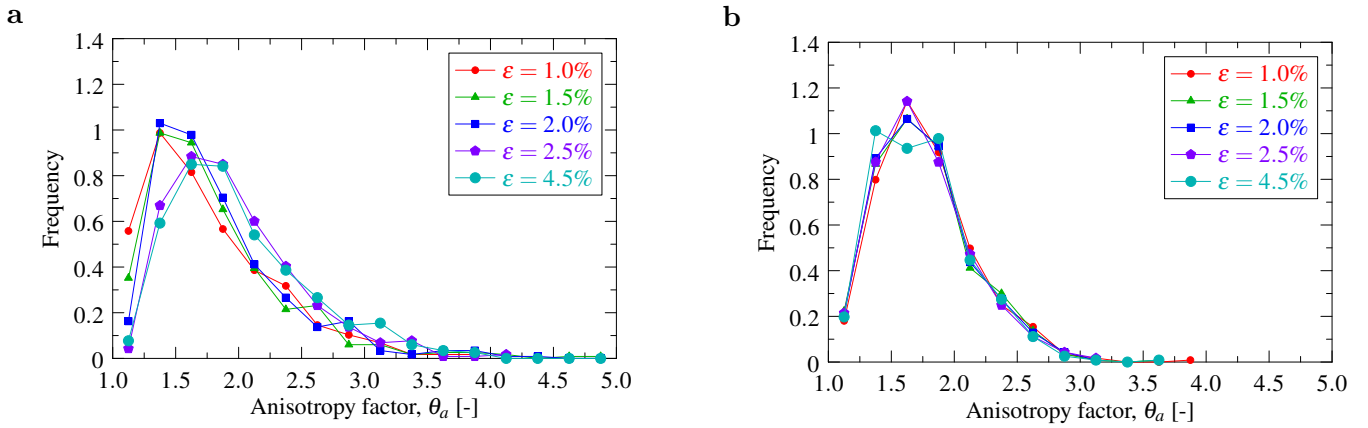 a
1.4
1.2
1
0.8
0.6
0.4
0.2
0
Frequency
1.0 1.5 2.0 2.5 3.0 3.5 4.0 4.5 5.0
Anisotropy factor, θₐ [-]
ε = 1.0%
ε = 1.5%
ε = 2.0%
ε = 2.5%
ε = 4.5%
b
1.4
1.2
1
0.8
0.6
0.4
0.2
0
Frequency
1.0 1.5 2.0 2.5 3.0 3.5 4.0 4.5 5.0
Anisotropy factor, θₐ [-]
ε = 1.0%
ε = 1.5%
ε = 2.0%
ε = 2.5%
ε = 4.5%